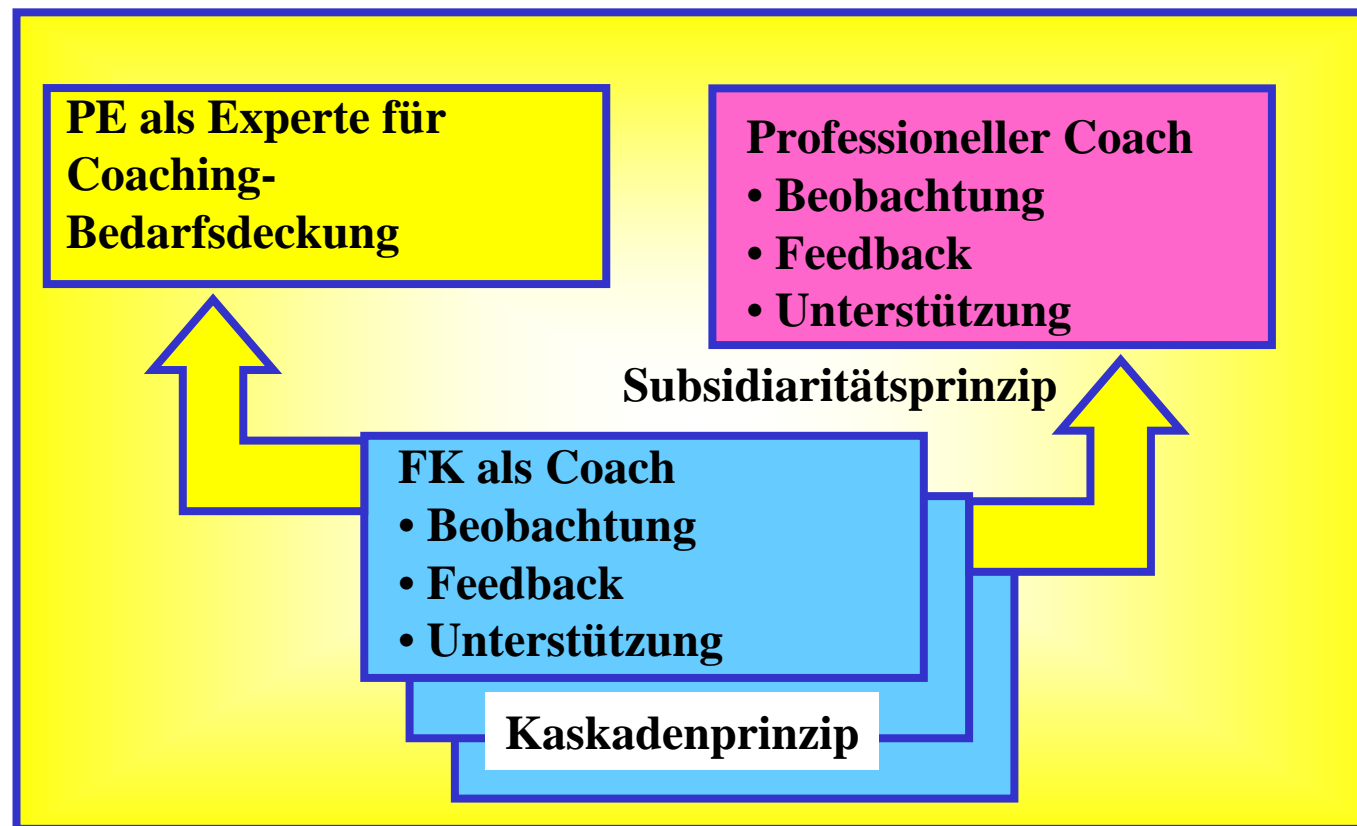 PE als Experte für
Coaching-
Bedarfsdeckung
Professioneller Coach
• Beobachtung
• Feedback
• Unterstützung
Subsidiaritätsprinzip
FK als Coach
• Beobachtung
• Feedback
• Unterstützung
Kaskadenprinzip